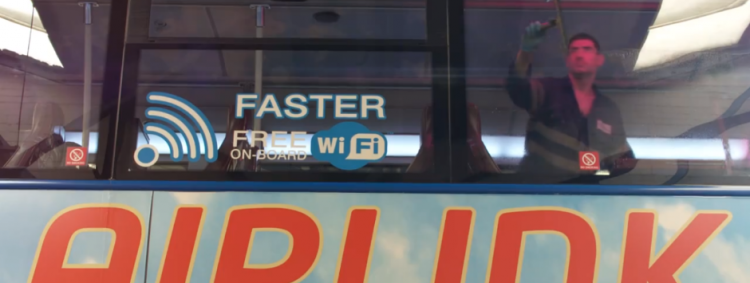 FASTER
FREE WiFi
ON-BOARD
AIRLINK